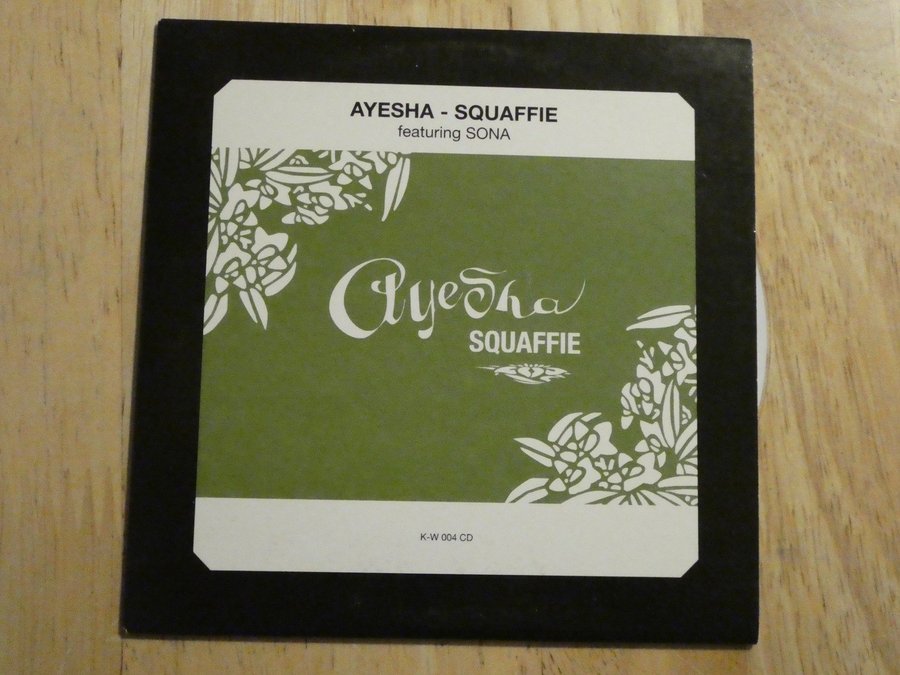 AYESHA - SQUAFFIE
featuring SONA
Ayesha
SQUAFFIE
K-W 004 CD